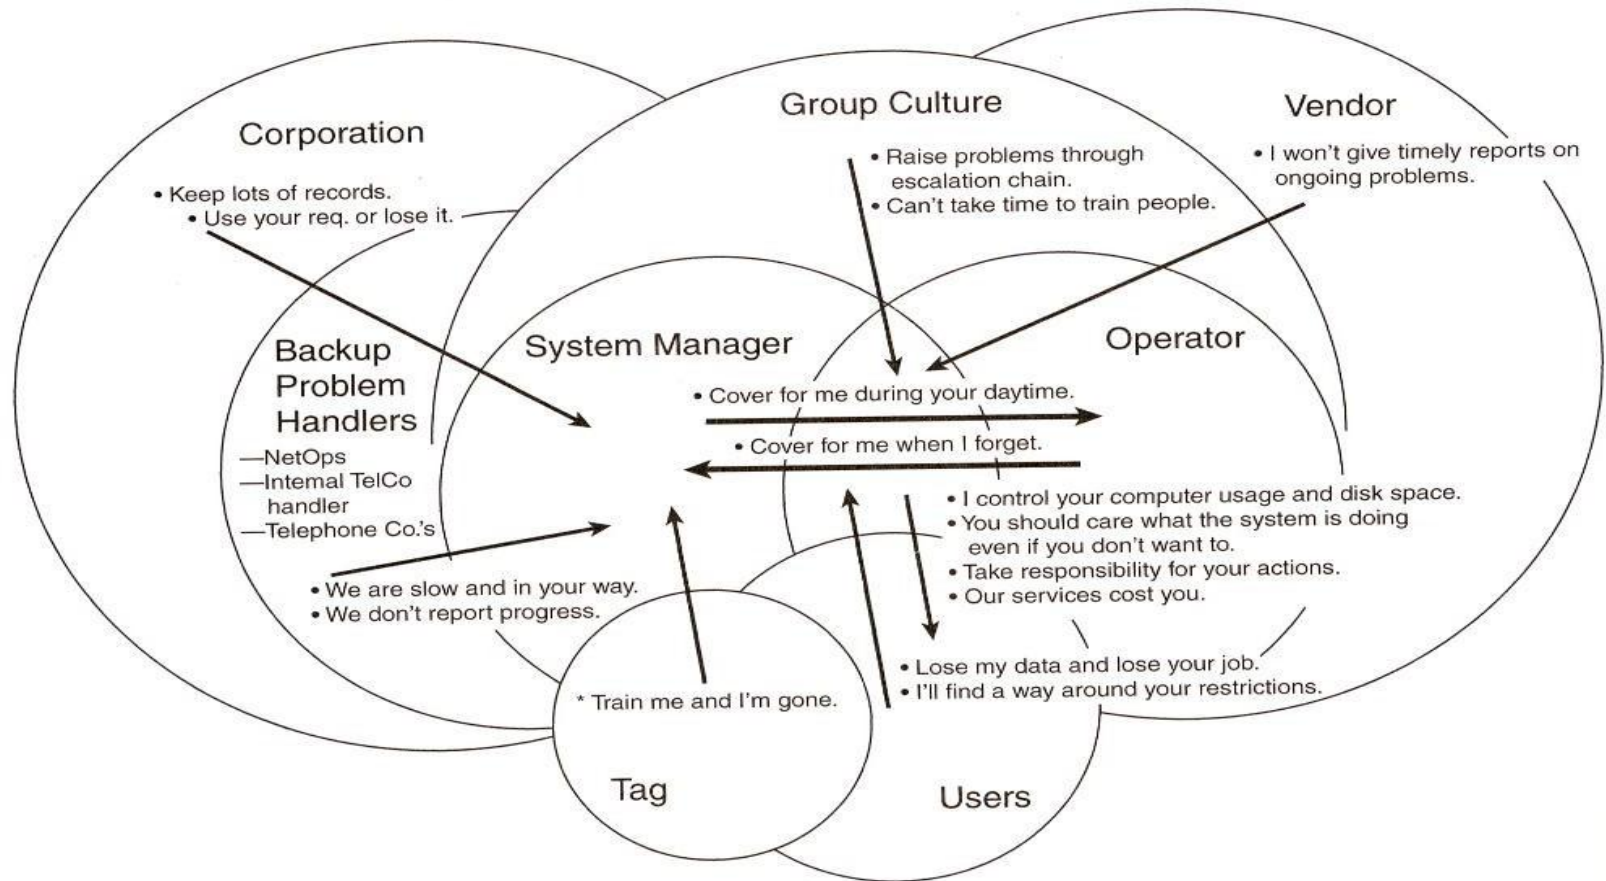 Corporation
• Keep lots of records.
• Use your req. or lose it.
Group Culture
• Raise problems through
escalation chain.
• Can't take time to train people.
Vendor
• I won't give timely reports on
ongoing problems.
Backup
Problem
Handlers
—NetOps
—Internal TelCo
handler
—Telephone Co.'s
System Manager
Operator
• Cover for me during your daytime.
• Cover for me when I forget.
• I control your computer usage and disk space.
• You should care what the system is doing
even if you don't want to.
• Take responsibility for your actions.
• Our services cost you.
• We are slow and in your way.
• We don't report progress.
• Lose my data and lose your job.
• I'll find a way around your restrictions.
* Train me and I'm gone.
Tag
Users